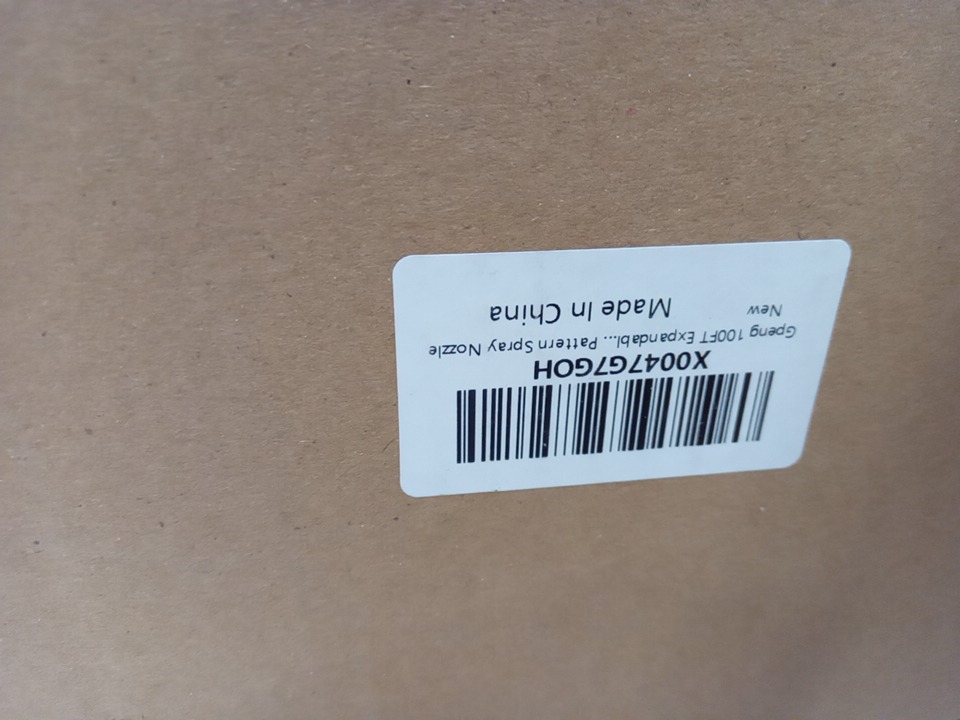 X0047G7GOH
Gpeng 100FT Expandabl... Pattern Spray Nozzle
New
Made In China